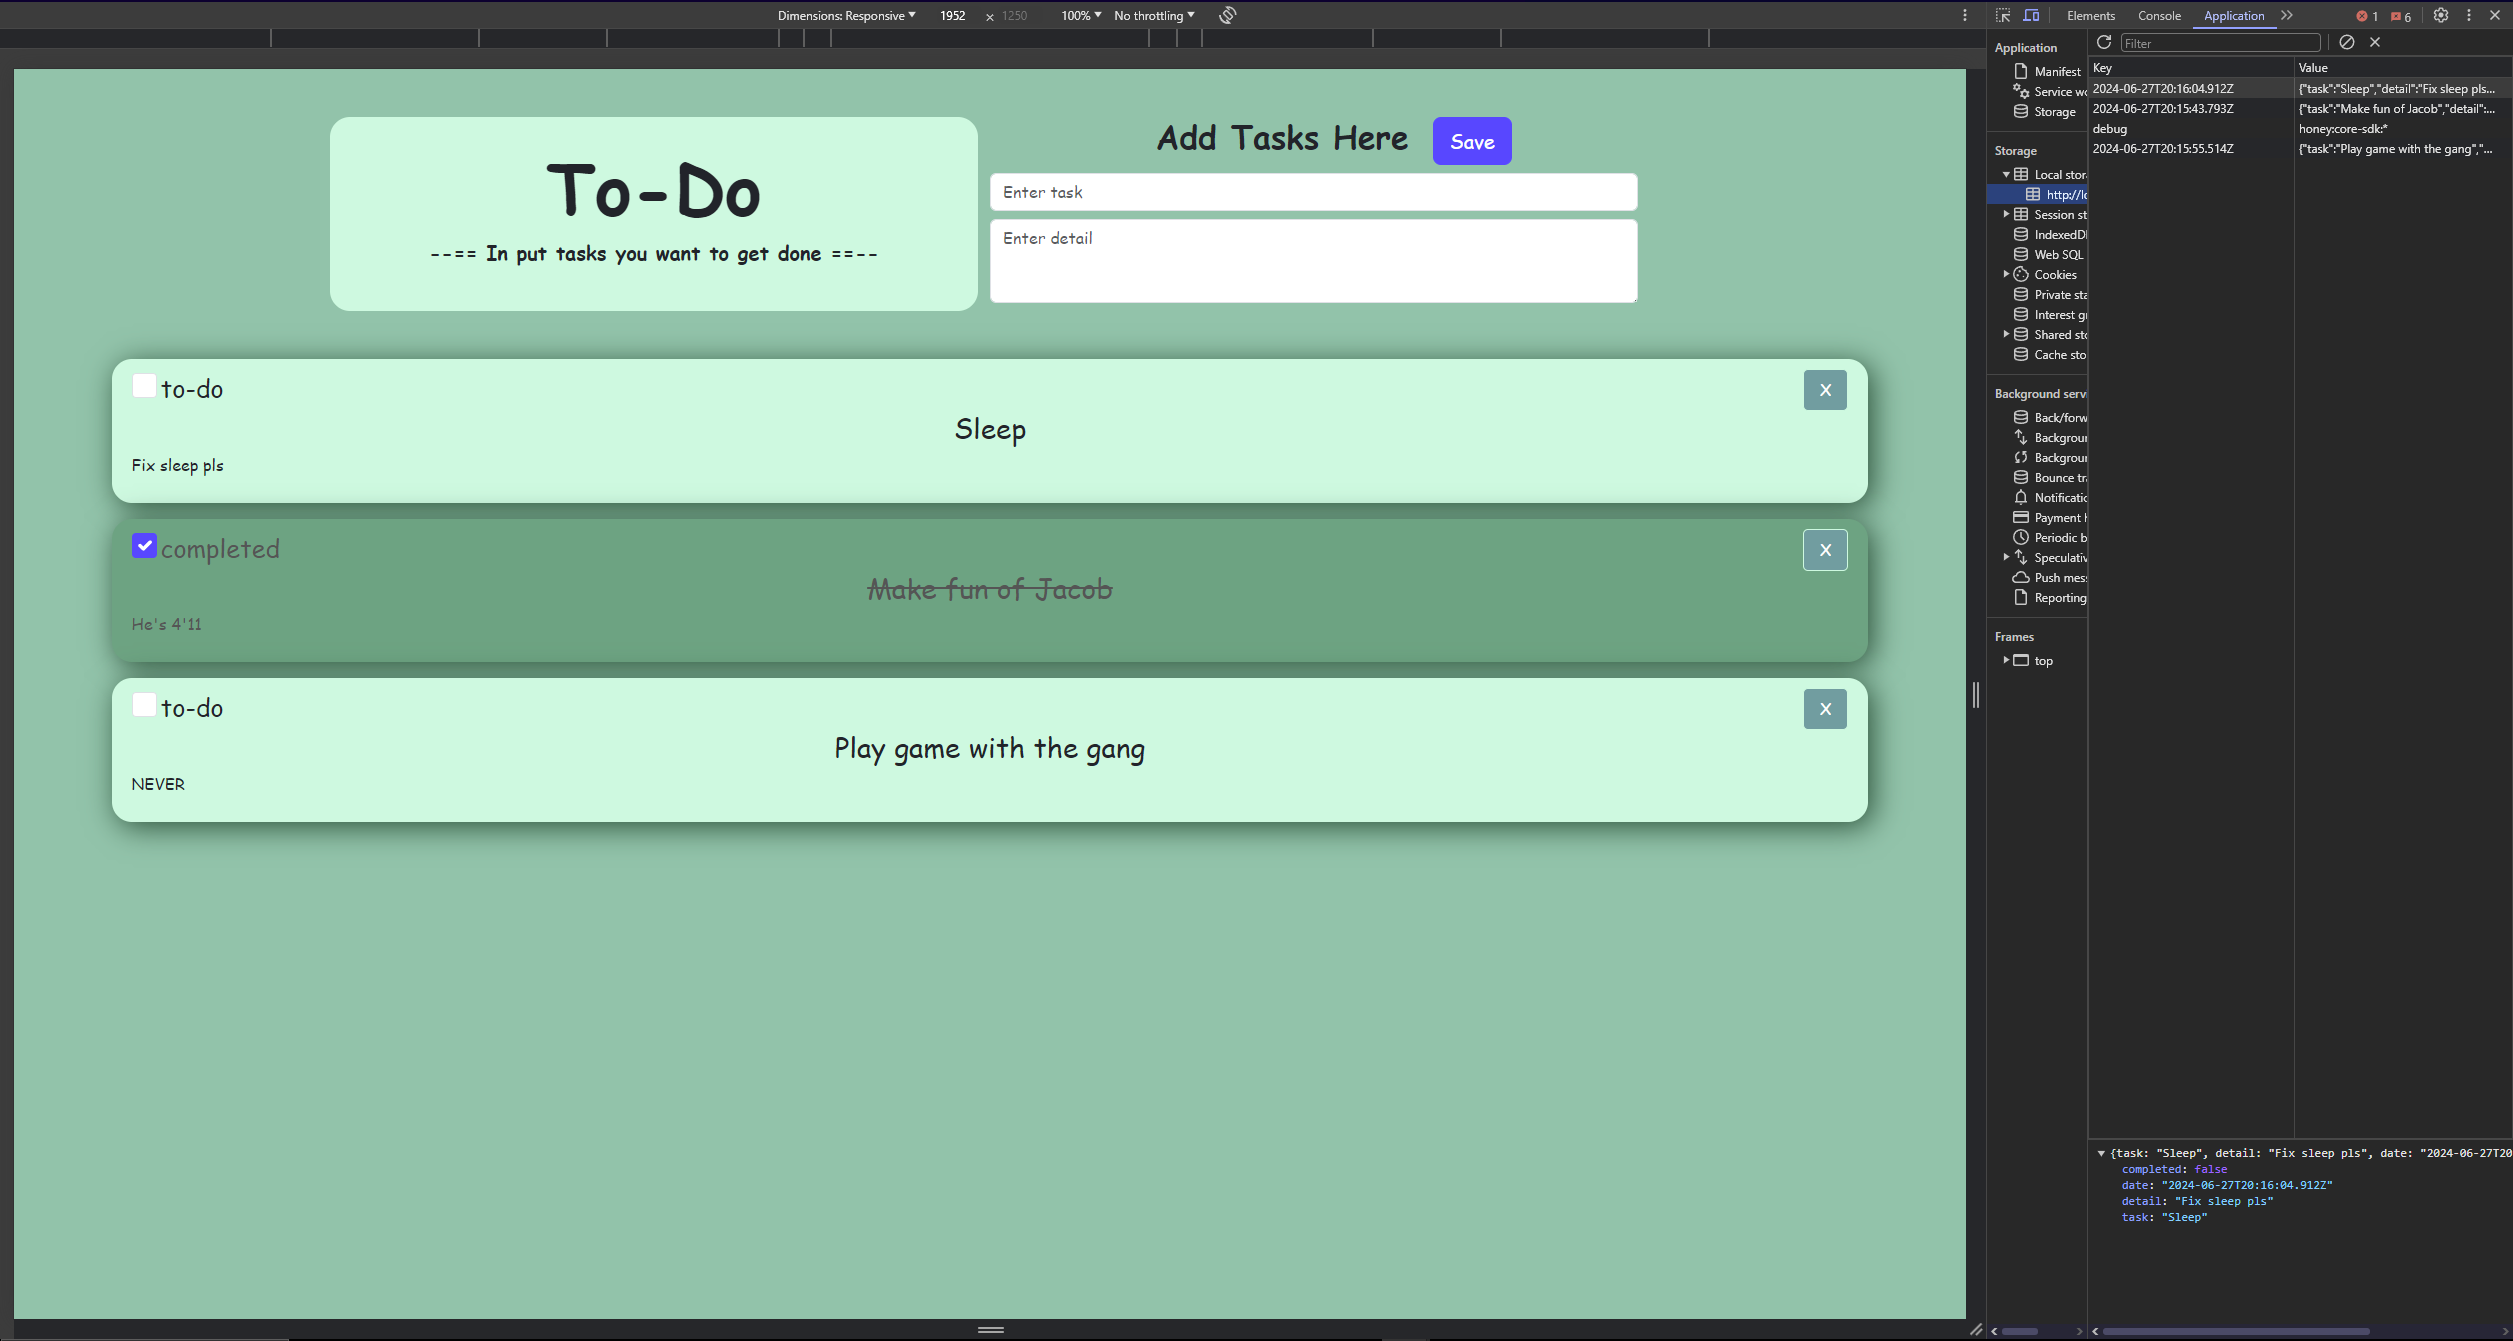 Dimensions: Responsive 1952 × 1250 100% No throttling
Elements Console Application 1 6
To-Do
--== In put tasks you want to get done ==--
Add Tasks Here
Save
Enter task
Enter detail
to-do
X
Sleep
Fix sleep pls
completed
X
Make fun of Jacob
He's 4'11
to-do
X
Play game with the gang
NEVER
Application
Manifest
Service wo
Storage
Storage
Local stor
http://lo
Session st
IndexedD
Web SQL
Cookies
Private sta
Interest g
Shared sto
Cache sto
Background serv
Back/forw
Backgrou
Backgrou
Bounce tr
Notificatio
Payment
Periodic b
Speculativ
Push mes
Reporting
Frames
top
Filter
Key Value
2024-06-27T20:16:04.912Z {"task":"Sleep","detail":"Fix sleep pls...
2024-06-27T20:15:43.793Z {"task":"Make fun of Jacob","detail":...
debug honey:core-sdk:*
2024-06-27T20:15:55.514Z {"task":"Play game with the gang","...
{task: "Sleep", detail: "Fix sleep pls", date: "2024-06-27T20
completed: false
date: "2024-06-27T20:16:04.912Z"
detail: "Fix sleep pls"
task: "Sleep"